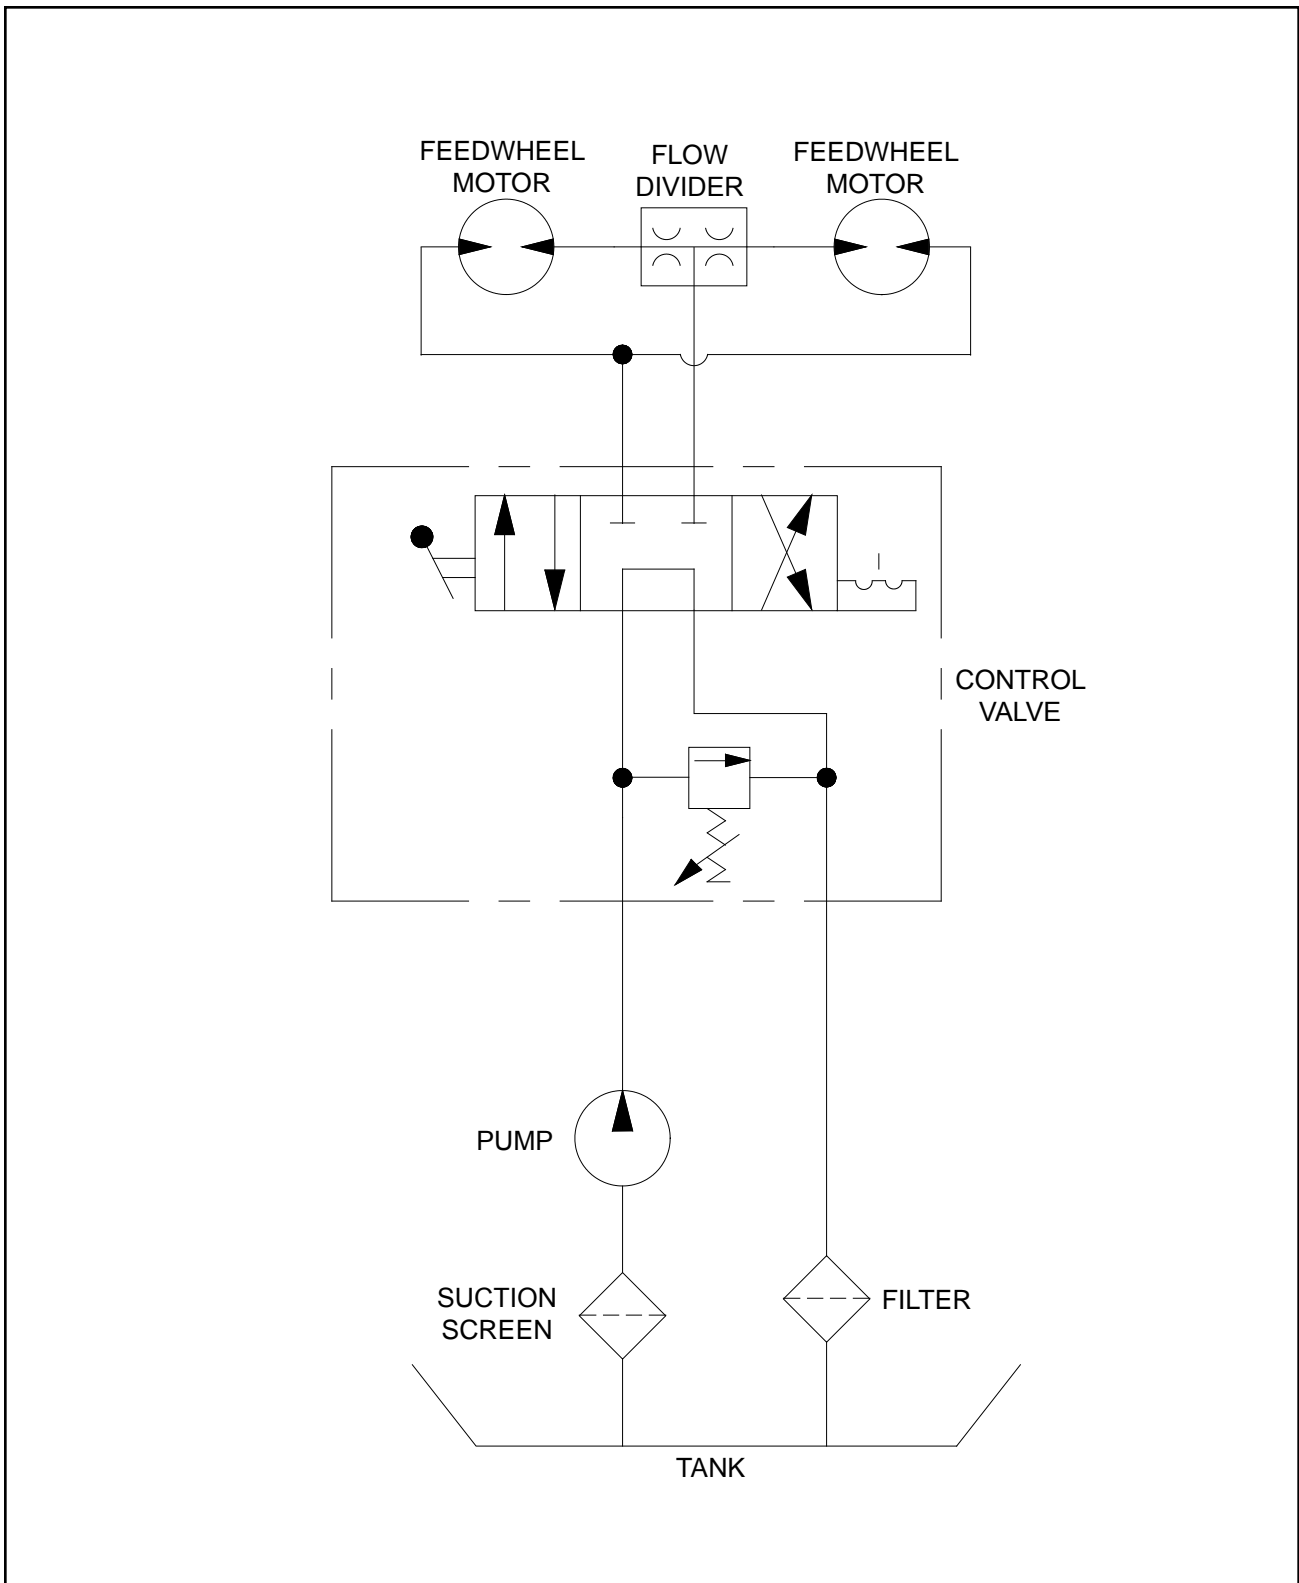 FEEDWHEEL
MOTOR
FLOW
DIVIDER
FEEDWHEEL
MOTOR
CONTROL
VALVE
PUMP
SUCTION
SCREEN
FILTER
TANK